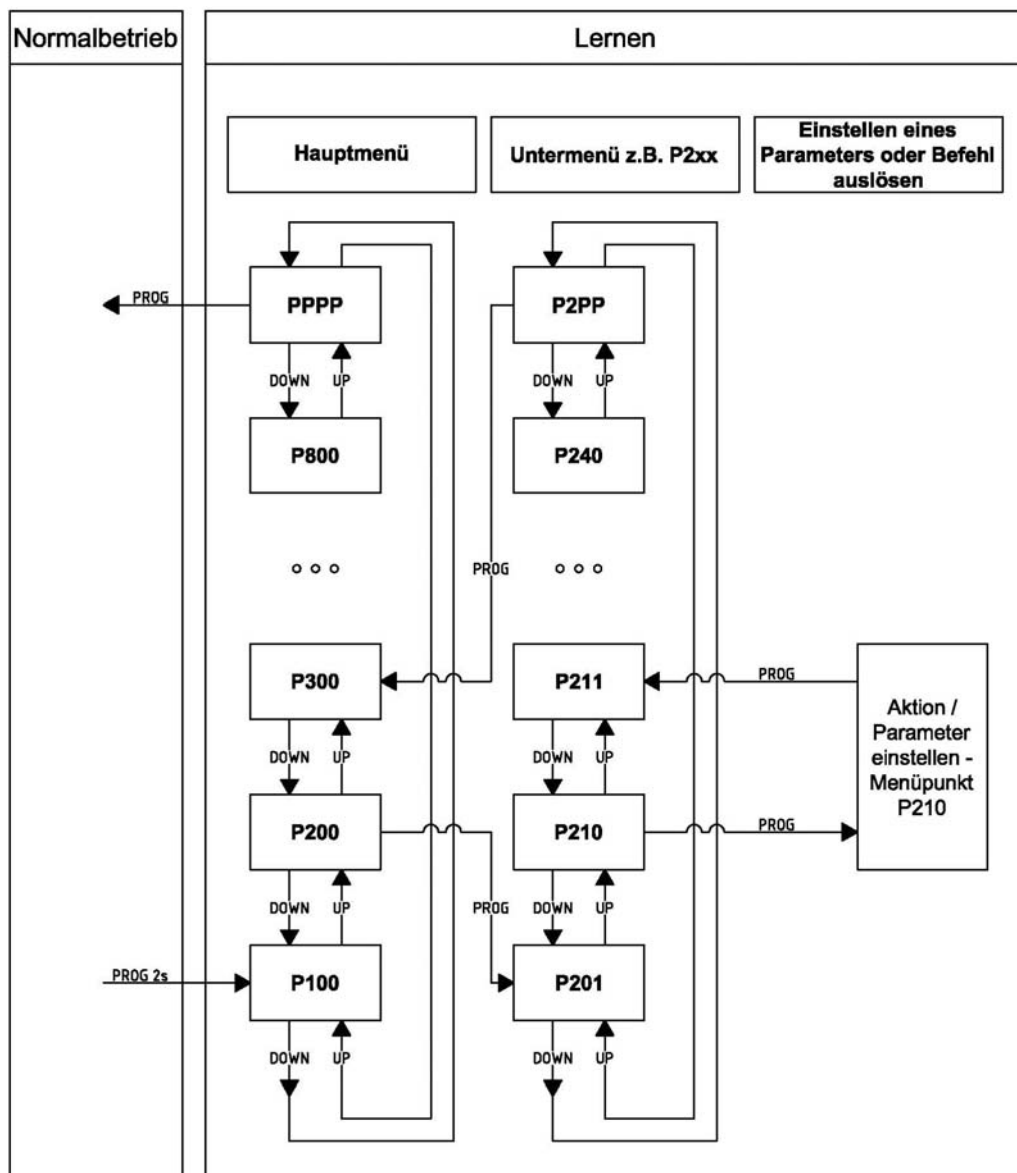 Normalbetrieb
Lernen
Hauptmenü
Untermenü z.B. P2xx
Einstellen eines
Parameters oder Befehl
auslösen
PROG
PPPP
P2PP
DOWN
UP
DOWN
UP
P800
P240
PROG
P300
P211
PROG
Aktion /
Parameter
einstellen -
Menüpunkt
P210
DOWN
UP
DOWN
UP
P200
P210
PROG
DOWN
UP
PROG
DOWN
UP
PROG 2s
P100
P201
DOWN
UP
DOWN
UP